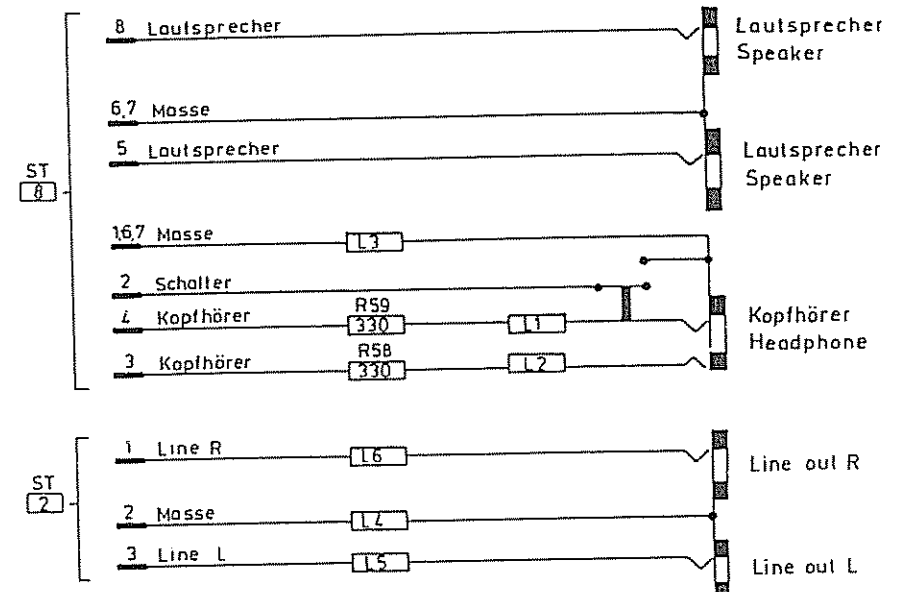 8 Lautsprecher
Lautsprecher
Speaker
6,7 Masse
5 Lautsprecher
Lautsprecher
Speaker
ST
8
1,6,7 Masse
L3
2 Schalter
4 Kopfhörer
R59
330
L1
Kopfhörer
Headphone
3 Kopfhörer
R58
330
L2
1 Line R
L6
Line out R
ST
2
2 Masse
L4
3 Line L
L5
Line out L